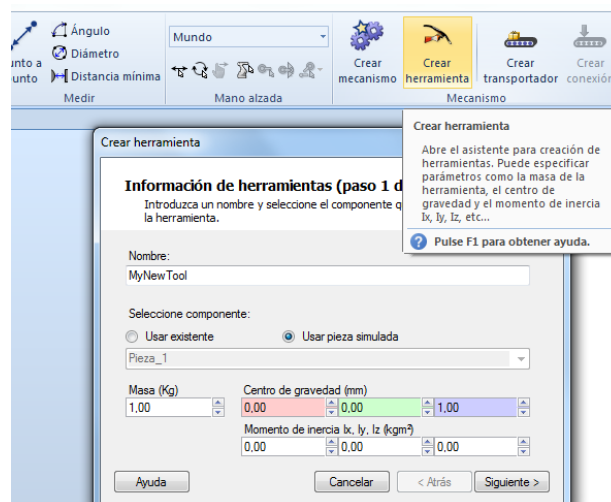 Ángulo
Diámetro
Distancia mínima
Medir
Mundo
Mano alzada
Crear mecanismo
Crear herramienta
Crear transportador
Crear conexión
Mecanismo
Crear herramienta
Abre el asistente para creación de
herramientas. Puede especificar
parámetros como la masa de la
herramienta, el centro de
gravedad y el momento de inercia
Ix, Iy, Iz, etc...
Pulse F1 para obtener ayuda.
Crear herramienta
Información de herramientas (paso 1 d
Introduzca un nombre y seleccione el componente q
la herramienta.
Nombre:
MyNewTool
Seleccione componente:
Usar existente
Usar pieza simulada
Pieza_1
Masa (Kg)
Centro de gravedad (mm)
1,00
0,00
0,00
1,00
Momento de inercia Ix, Iy, Iz (kgm²)
0,00
0,00
0,00
Ayuda
Cancelar
< Atrás
Siguiente >